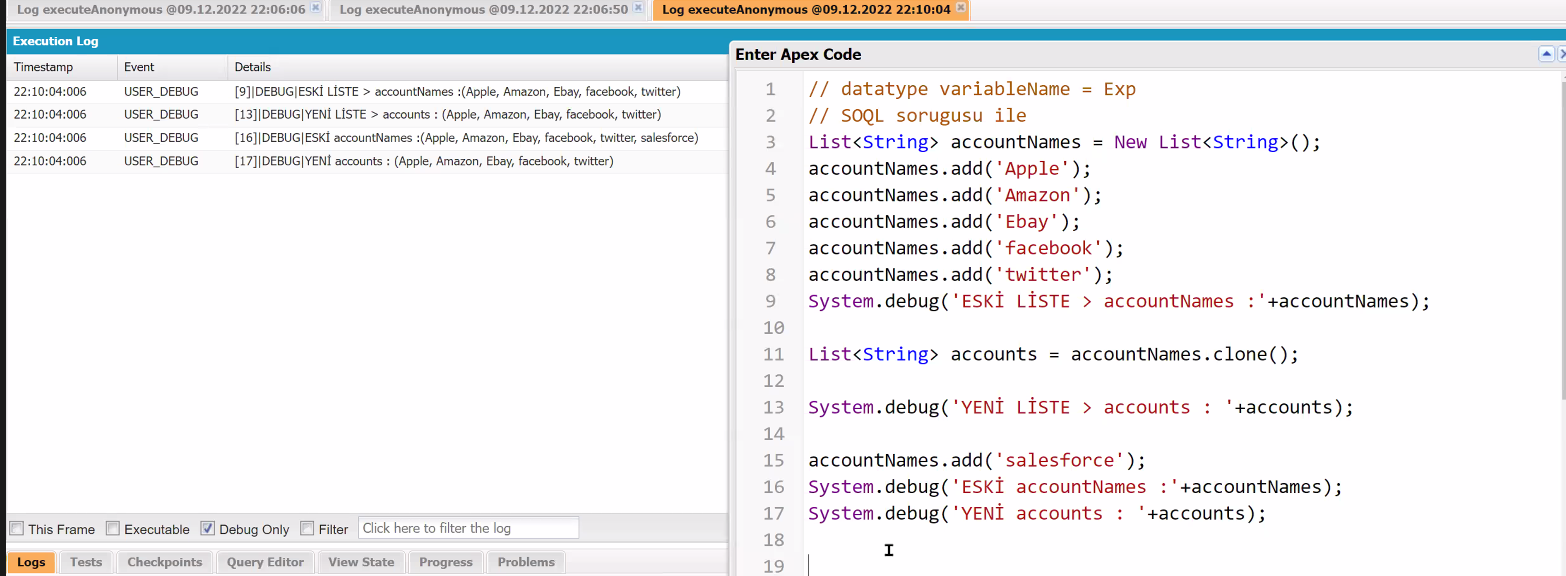 Log executeAnonymous @09.12.2022 22:06:06
Log executeAnonymous @09.12.2022 22:06:50
Log executeAnonymous @09.12.2022 22:10:04
Execution Log
Timestamp Event Details
22:10:04:006 USER_DEBUG [9]|DEBUG|ESKİ LİSTE > accountNames :(Apple, Amazon, Ebay, facebook, twitter)
22:10:04:006 USER_DEBUG [13]|DEBUG|YENİ LİSTE > accounts : (Apple, Amazon, Ebay, facebook, twitter)
22:10:04:006 USER_DEBUG [16]|DEBUG|ESKİ accountNames :(Apple, Amazon, Ebay, facebook, twitter, salesforce)
22:10:04:006 USER_DEBUG [17]|DEBUG|YENİ accounts : (Apple, Amazon, Ebay, facebook, twitter)
This Frame Executable Debug Only Filter Click here to filter the log
Logs Tests Checkpoints Query Editor View State Progress Problems
Enter Apex Code
1 // datatype variableName = Exp
2 // SOQL sorugusu ile
3 List<String> accountNames = New List<String>();
4 accountNames.add('Apple');
5 accountNames.add('Amazon');
6 accountNames.add('Ebay');
7 accountNames.add('facebook');
8 accountNames.add('twitter');
9 System.debug('ESKİ LİSTE > accountNames :'+accountNames);
10
11 List<String> accounts = accountNames.clone();
12
13 System.debug('YENİ LİSTE > accounts : '+accounts);
14
15 accountNames.add('salesforce');
16 System.debug('ESKİ accountNames :'+accountNames);
17 System.debug('YENİ accounts : '+accounts);
18
19